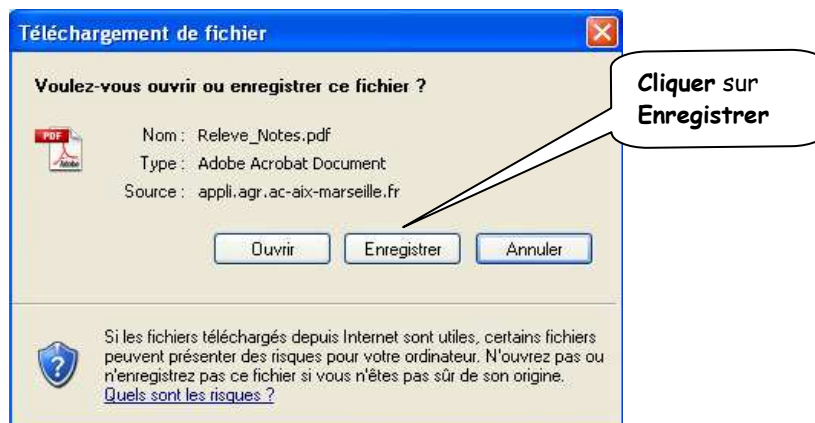 Téléchargement de fichier
Voulez-vous ouvrir ou enregistrer ce fichier ?
Cliquer sur
Enregistrer
PDF
Adobe
Nom : Releve_Notes.pdf
Type : Adobe Acrobat Document
Source : appli.agr.ac-aix-marseille.fr
Ouvrir Enregistrer Annuler
Si les fichiers téléchargés depuis Internet sont utiles, certains fichiers
peuvent présenter des risques pour votre ordinateur. N'ouvrez pas ou
n'enregistrez pas ce fichier si vous n'êtes pas sûr de son origine.
Quels sont les risques ?